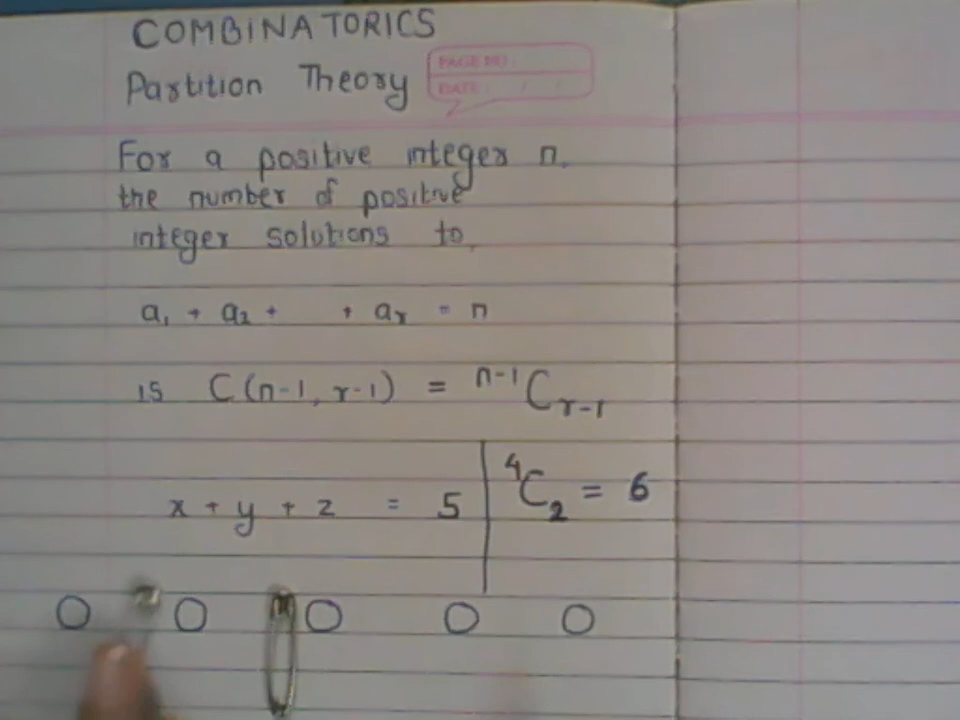 COMBINATORICS
Partition Theory
PAGE NO:
DATE: / /
For a positive integer n,
the number of positive
integer solutions to,
a₁ + a₂ + + aᵣ = n
is C(n-1, r-1) = ⁿ⁻¹Cᵣ₋₁
x + y + z = 5 | ⁴C₂ = 6